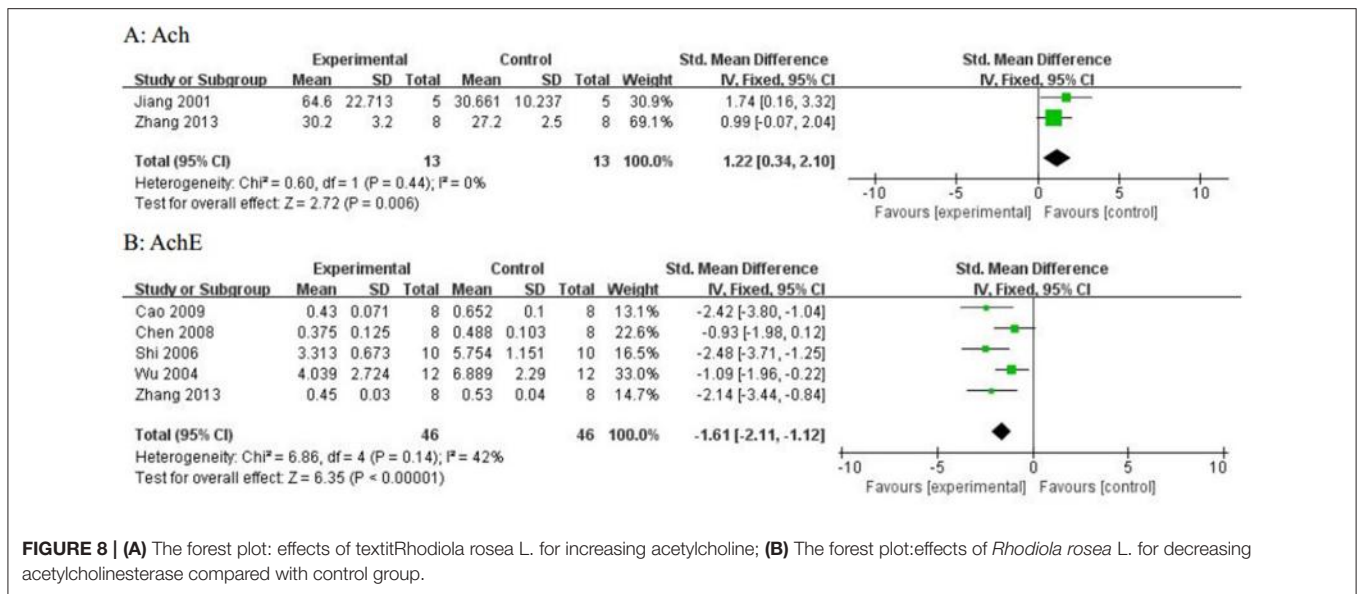 A: Ach
Experimental Control Std. Mean Difference Std. Mean Difference
Study or Subgroup Mean SD Total Mean SD Total Weight IV, Fixed, 95% CI IV, Fixed, 95% CI
Jiang 2001 64.6 22.713 5 30.661 10.237 5 30.9% 1.74 [0.16, 3.32]
Zhang 2013 30.2 3.2 8 27.2 2.5 8 69.1% 0.99 [-0.07, 2.04]
Total (95% CI) 13 13 100.0% 1.22 [0.34, 2.10]
Heterogeneity: Chi² = 0.60, df = 1 (P = 0.44); I² = 0%
Test for overall effect: Z = 2.72 (P = 0.006)
-10 -5 0 5 10
Favours [experimental] Favours [control]
B: AchE
Experimental Control Std. Mean Difference Std. Mean Difference
Study or Subgroup Mean SD Total Mean SD Total Weight IV, Fixed, 95% CI IV, Fixed, 95% CI
Cao 2009 0.43 0.071 8 0.652 0.1 8 13.1% -2.42 [-3.80, -1.04]
Chen 2008 0.375 0.125 8 0.488 0.103 8 22.6% -0.93 [-1.98, 0.12]
Shi 2006 3.313 0.673 10 5.754 1.151 10 16.5% -2.48 [-3.71, -1.25]
Wu 2004 4.039 2.724 12 6.889 2.29 12 33.0% -1.09 [-1.96, -0.22]
Zhang 2013 0.45 0.03 8 0.53 0.04 8 14.7% -2.14 [-3.44, -0.84]
Total (95% CI) 46 46 100.0% -1.61 [-2.11, -1.12]
Heterogeneity: Chi² = 6.86, df = 4 (P = 0.14); I² = 42%
Test for overall effect: Z = 6.35 (P < 0.00001)
-10 -5 0 5 10
Favours [experimental] Favours [control]
FIGURE 8 | (A) The forest plot: effects of textitRhodiola rosea L. for increasing acetylcholine; (B) The forest plot:effects of Rhodiola rosea L. for decreasing
acetylcholinesterase compared with control group.